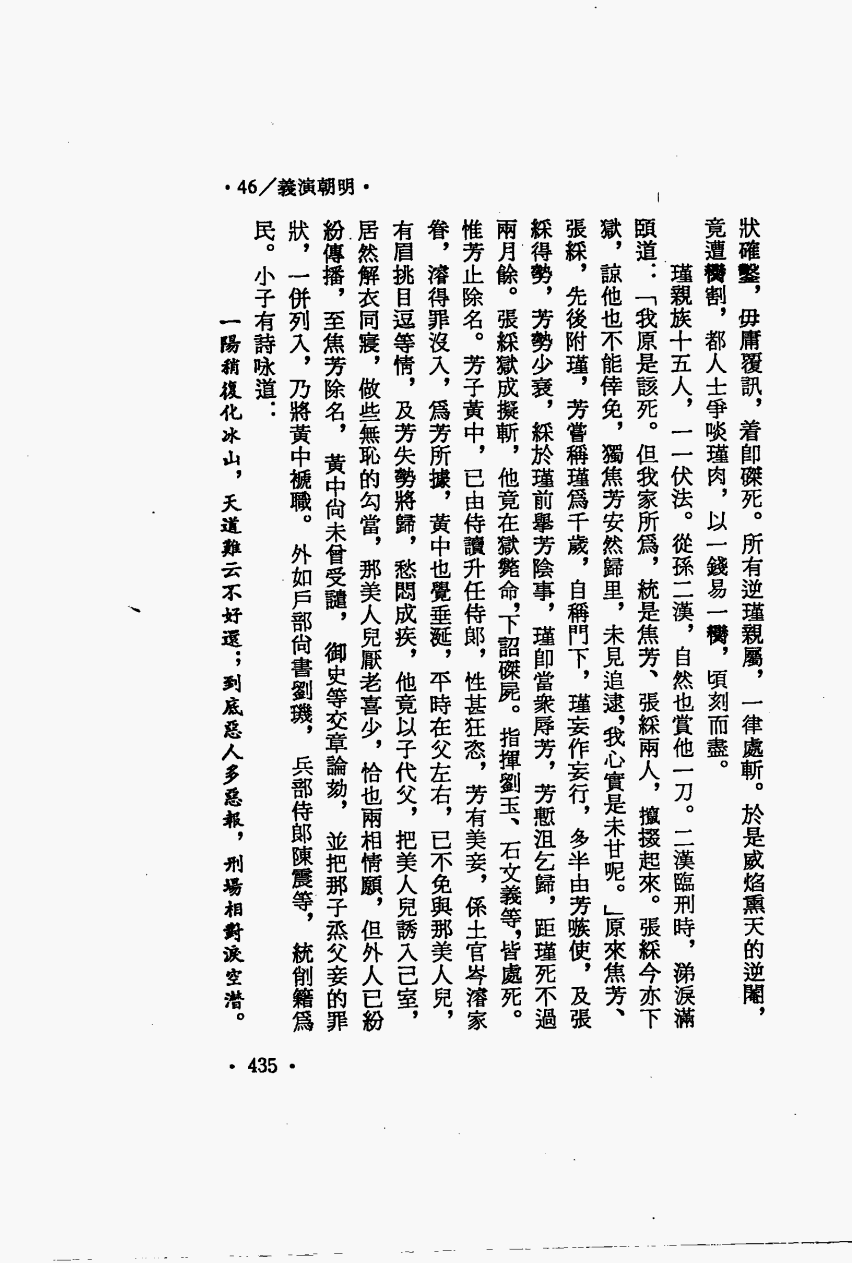 ·46/義演朝明·
狀確鑿，毋庸覆訊，着卽磔死。所有逆瑾親屬，一律處斬。於是威焰熏天的逆閹，
竟遭臠割，都人士爭啖瑾肉，以一錢易一臠，頃刻而盡。
瑾親族十五人，一一伏法。從孫二漢，自然也賞他一刀。二漢臨刑時，涕淚滿
頤道：「我原是該死。但我家所爲，統是焦芳、張綵兩人，攛掇起來。張綵今亦下
獄，諒他也不能倖免，獨焦芳安然歸里，未見追逮，我心實是未甘呢。」原來焦芳、
張綵，先後附瑾，芳嘗稱瑾爲千歲，自稱門下，瑾妄作妄行，多半由芳嗾使，及張
綵得勢，芳勢少衰，綵於瑾前舉芳陰事，瑾卽當衆辱芳，芳慙沮乞歸，距瑾死不過
兩月餘。張綵獄成擬斬，他竟在獄斃命，下詔磔屍。指揮劉玉、石文義等，皆處死。
惟芳止除名。芳子黃中，已由侍讀升任侍郎，性甚狂恣，芳有美妾，係土官岑濬家
眷，濬得罪沒入，爲芳所據，黃中也覺垂涎，平時在父左右，已不免與那美人兒，
有眉挑目逗等情，及芳失勢將歸，愁悶成疾，他竟以子代父，把美人兒誘入己室，
居然解衣同寢，做些無恥的勾當，那美人兒厭老喜少，恰也兩相情願，但外人已紛
紛傳播，至焦芳除名，黃中尙未曾受譴，御史等交章論劾，並把那子烝父妾的罪
狀，一併列入，乃將黃中褫職。外如戶部尙書劉璣，兵部侍郎陳震等，統削籍爲
民。小子有詩咏道：
一陽稍復化冰山，天道難云不好還；到底惡人多惡報，刑場相對淚空潸。
·435·